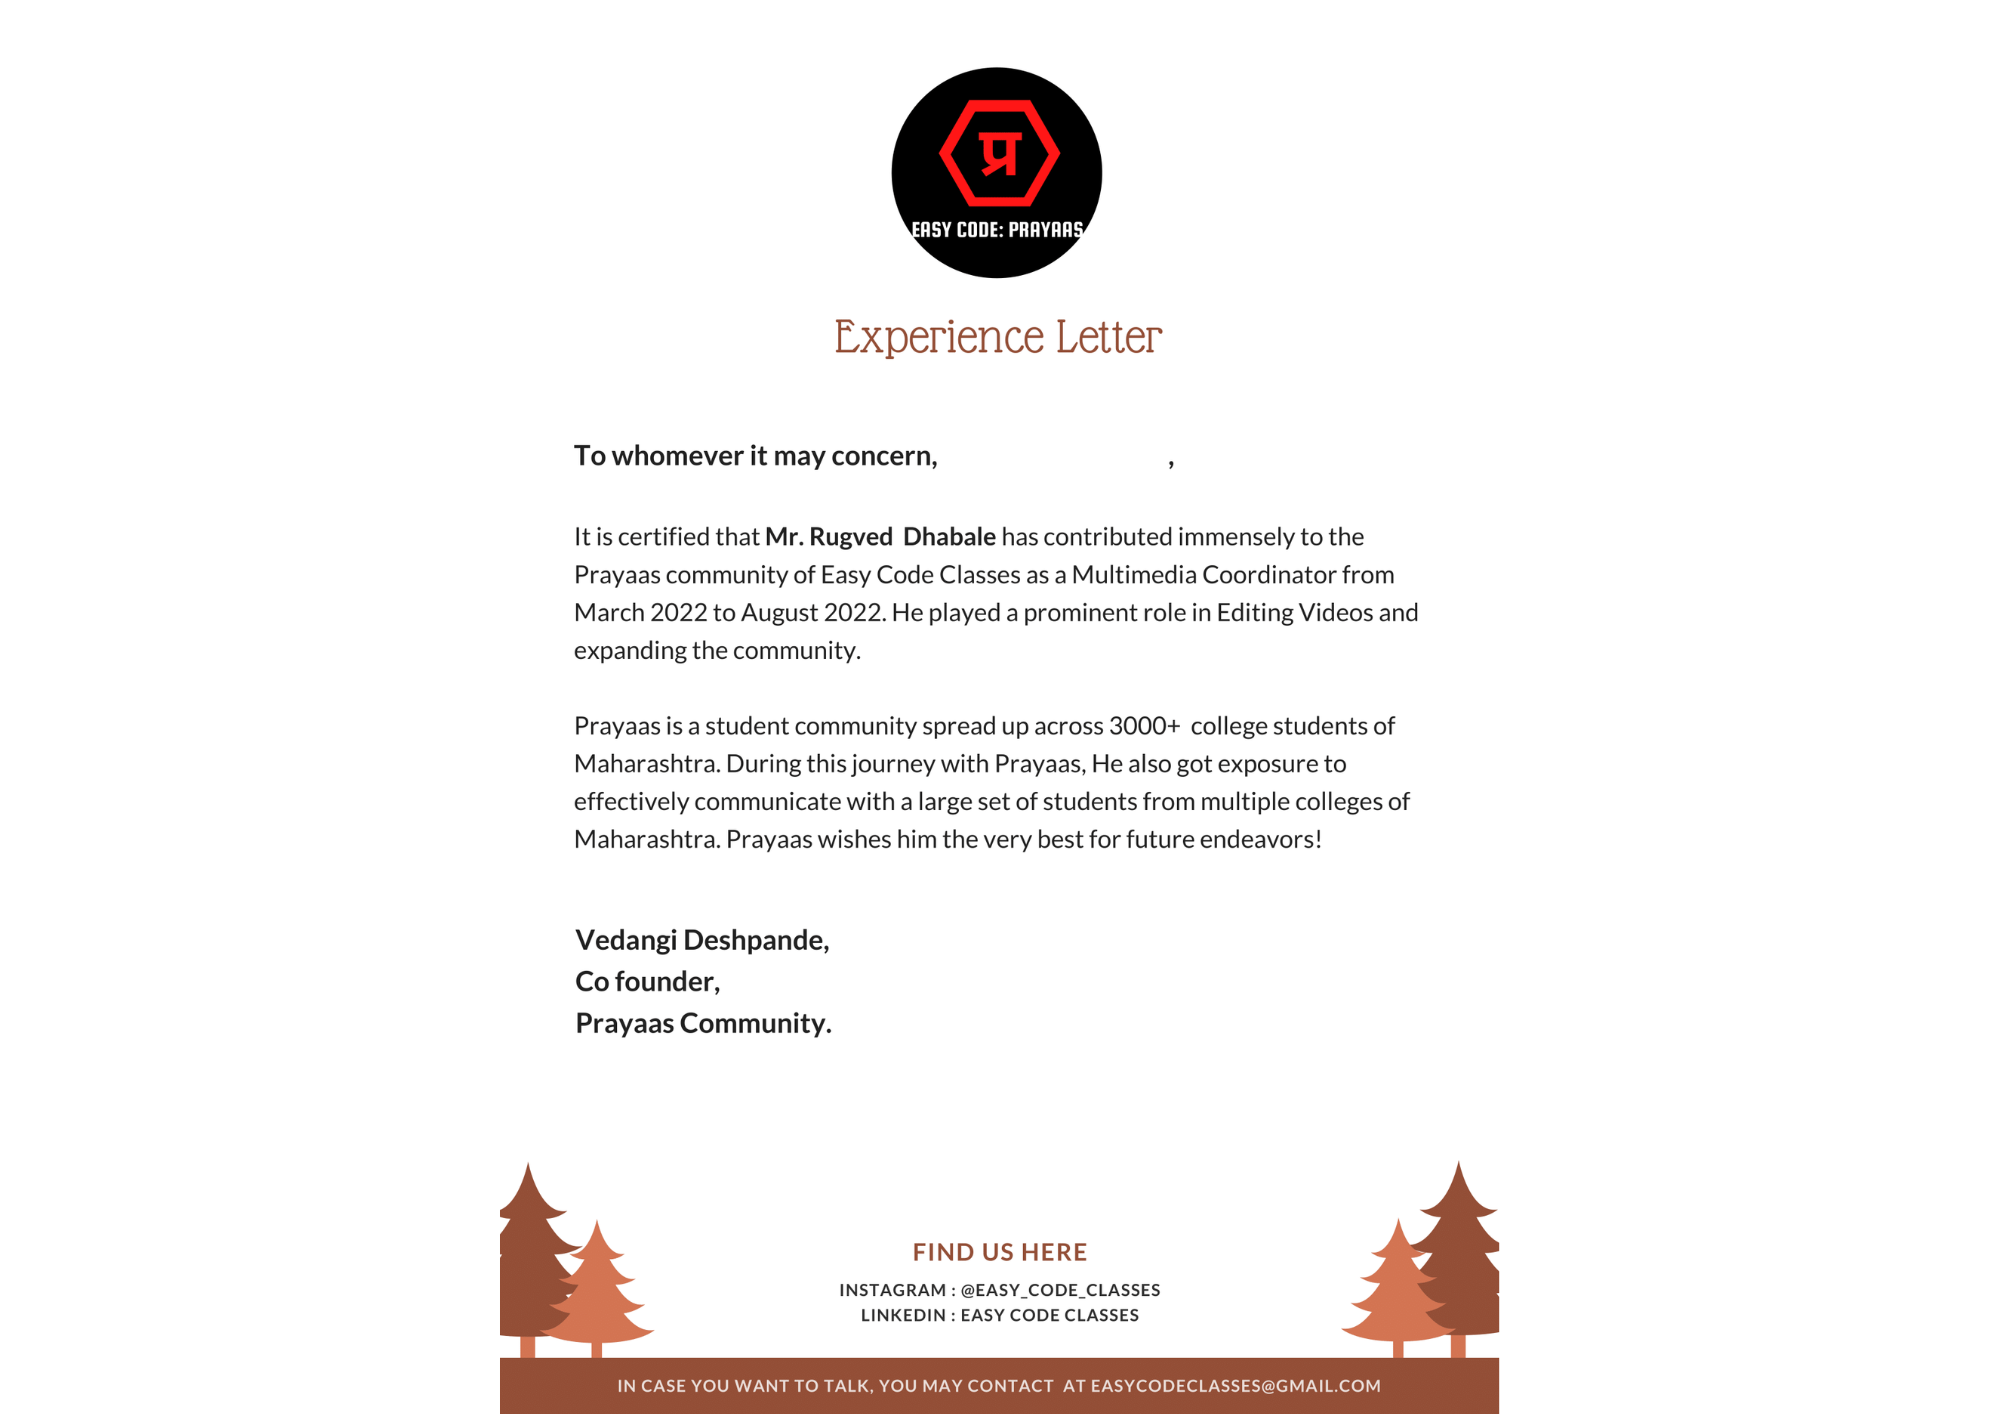 प्र
EASY CODE: PRAYAAS
Experience Letter
To whomever it may concern, ,
It is certified that Mr. Rugved Dhabale has contributed immensely to the
Prayaas community of Easy Code Classes as a Multimedia Coordinator from
March 2022 to August 2022. He played a prominent role in Editing Videos and
expanding the community.
Prayaas is a student community spread up across 3000+ college students of
Maharashtra. During this journey with Prayaas, He also got exposure to
effectively communicate with a large set of students from multiple colleges of
Maharashtra. Prayaas wishes him the very best for future endeavors!
Vedangi Deshpande,
Co founder,
Prayaas Community.
FIND US HERE
INSTAGRAM : @EASY_CODE_CLASSES
LINKEDIN : EASY CODE CLASSES
IN CASE YOU WANT TO TALK, YOU MAY CONTACT AT EASYCODECLASSES@GMAIL.COM